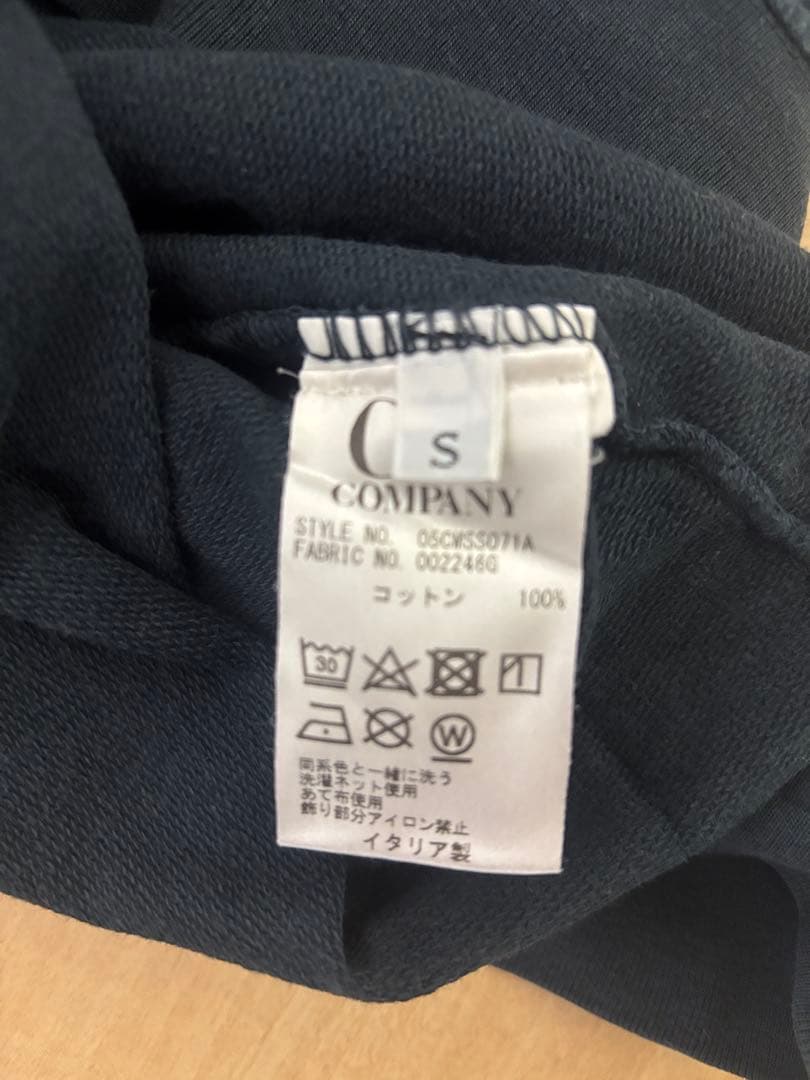 C
S
COMPANY
STYLE NO. 05CMSS071A
FABRIC NO. 002246G
コットン 100%
30
W
同系色と一緒に洗う
洗濯ネット使用
あて布使用
飾り部分アイロン禁止
イタリア製